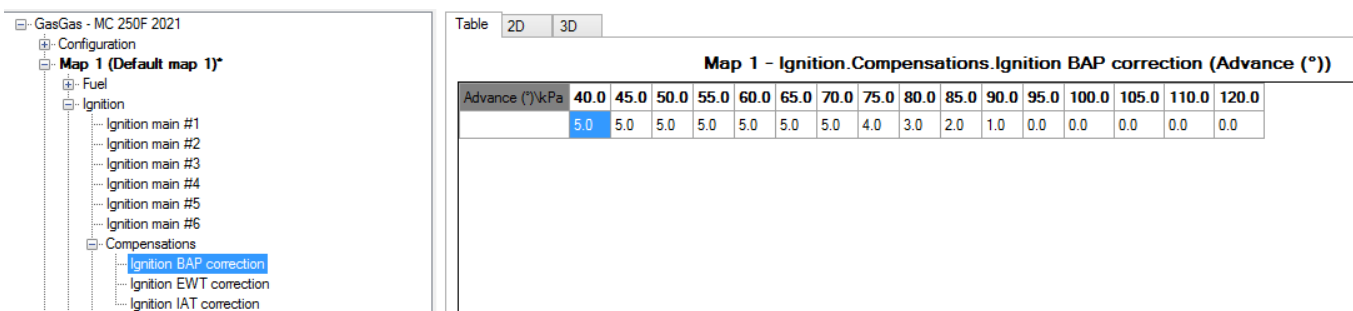 GasGas - MC 250F 2021
Configuration
Map 1 (Default map 1)*
Fuel
Ignition
Ignition main #1
Ignition main #2
Ignition main #3
Ignition main #4
Ignition main #5
Ignition main #6
Compensations
Ignition BAP correction
Ignition EWT correction
Ignition IAT correction
Table 2D 3D
Map 1 - Ignition.Compensations.Ignition BAP correction (Advance (°))
Advance (°)\kPa 40.0 45.0 50.0 55.0 60.0 65.0 70.0 75.0 80.0 85.0 90.0 95.0 100.0 105.0 110.0 120.0
5.0 5.0 5.0 5.0 5.0 5.0 5.0 4.0 3.0 2.0 1.0 0.0 0.0 0.0 0.0 0.0